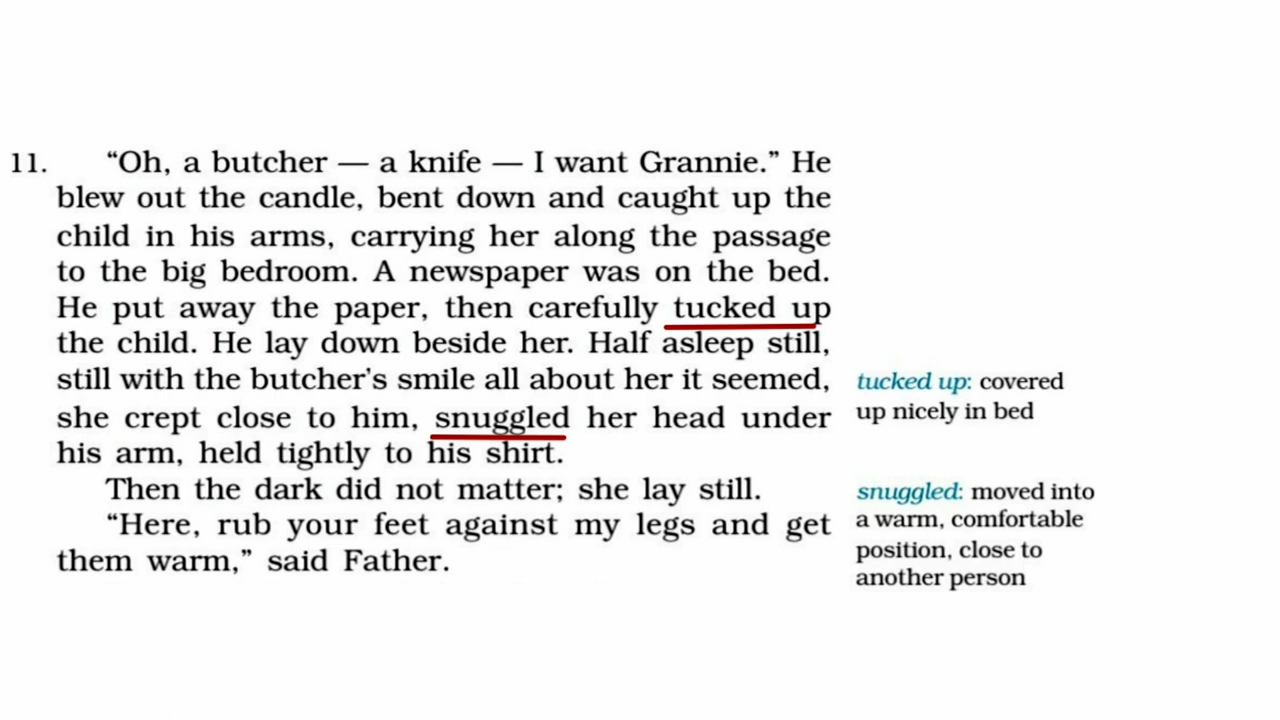 11. “Oh, a butcher — a knife — I want Grannie.” He
blew out the candle, bent down and caught up the
child in his arms, carrying her along the passage
to the big bedroom. A newspaper was on the bed.
He put away the paper, then carefully tucked up
the child. He lay down beside her. Half asleep still,
still with the butcher’s smile all about her it seemed,
she crept close to him, snuggled her head under
his arm, held tightly to his shirt.
Then the dark did not matter; she lay still.
“Here, rub your feet against my legs and get
them warm,” said Father.
tucked up: covered
up nicely in bed
snuggled: moved into
a warm, comfortable
position, close to
another person